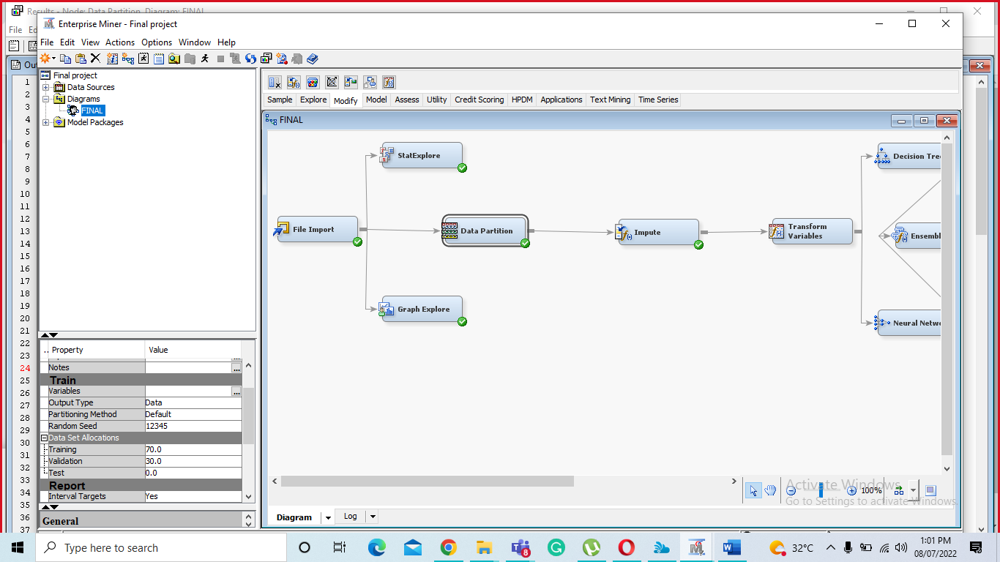 Results - Node: Data Partition Diagram: FINAL
File Ed
Enterprise Miner - Final project
File Edit View Actions Options Window Help
Out
Final project
Data Sources
Diagrams
FINAL
Model Packages
Sample Explore Modify Model Assess Utility Credit Scoring HPDM Applications Text Mining Time Series
FINAL
StatExplore
File Import
Data Partition
Impute
Transform
Variables
Graph Explore
Decision Tree
Ensembl
Neural Netwo
1
2
3
4
5
6
7
8
9
10
11
12
13
14
15
16
17
18
19
20
21
22
23
24
25
26
27
28
29
30
31
32
33
34
35
36
37
.. Property Value
Notes ...
Train
Variables ...
Output Type Data
Partitioning Method Default
Random Seed 12345
Data Set Allocations
Training 70.0
Validation 30.0
Test 0.0
Report
Interval Targets Yes
General
100%
Activate Windows
Go to Settings to activate Windows.
Diagram Log
Type here to search
8
32°C
1:01 PM
08/07/2022